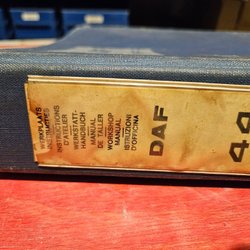 WERKPLAATS
INSTRUCTIES
INSTRUCTIONS
D'ATELIER
WERKSTATT-
HANDBUCH
MANUAL
DE TALLER
WORKSHOP
MANUAL
ISTRUZIONI
D'OFFICINA
DAF
44